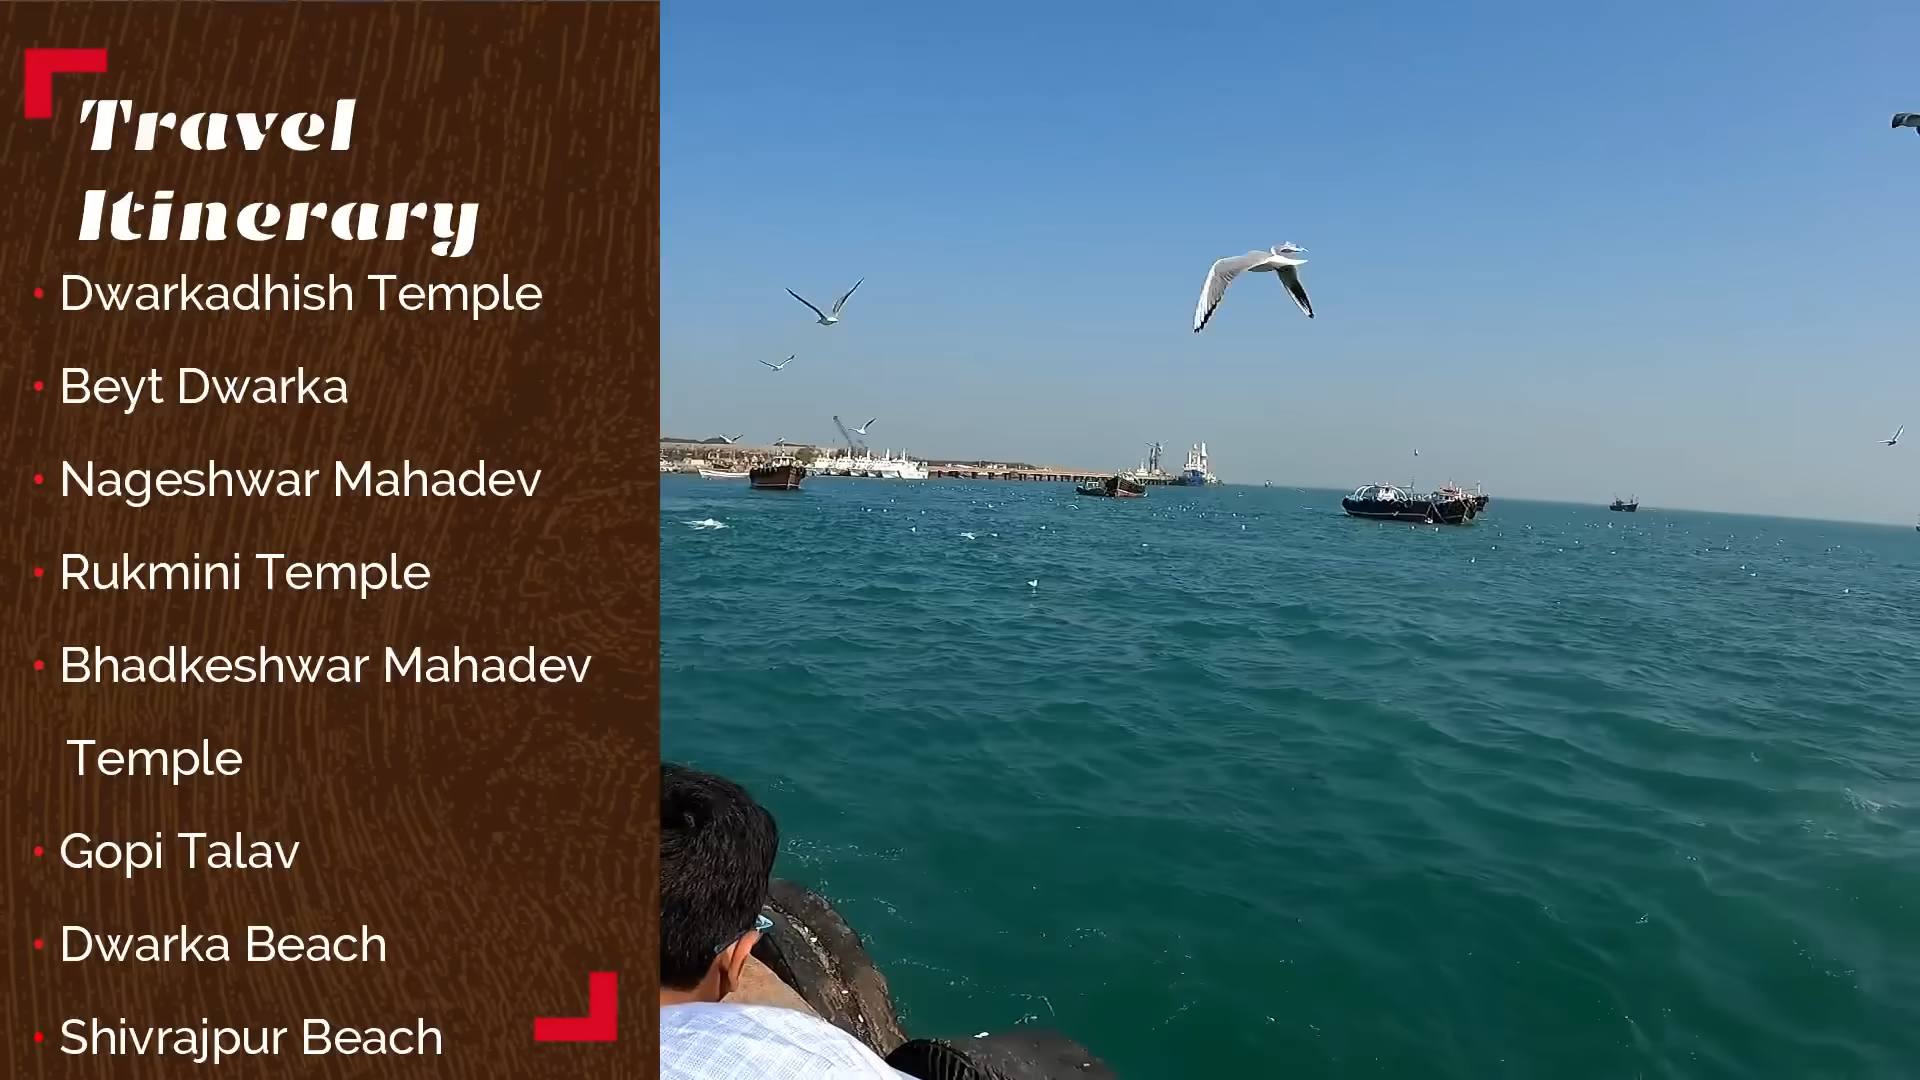 Travel
Itinerary
• Dwarkadhish Temple
• Beyt Dwarka
• Nageshwar Mahadev
• Rukmini Temple
• Bhadkeshwar Mahadev
Temple
• Gopi Talav
• Dwarka Beach
• Shivrajpur Beach